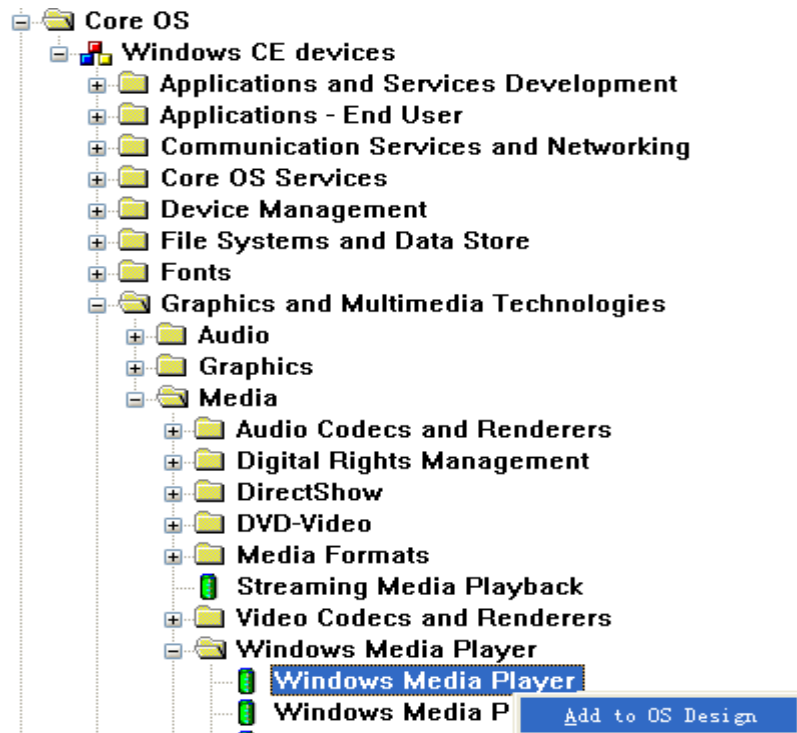 Core OS
Windows CE devices
Applications and Services Development
Applications - End User
Communication Services and Networking
Core OS Services
Device Management
File Systems and Data Store
Fonts
Graphics and Multimedia Technologies
Audio
Graphics
Media
Audio Codecs and Renderers
Digital Rights Management
DirectShow
DVD-Video
Media Formats
Streaming Media Playback
Video Codecs and Renderers
Windows Media Player
Windows Media Player
Windows Media P
Add to OS Design